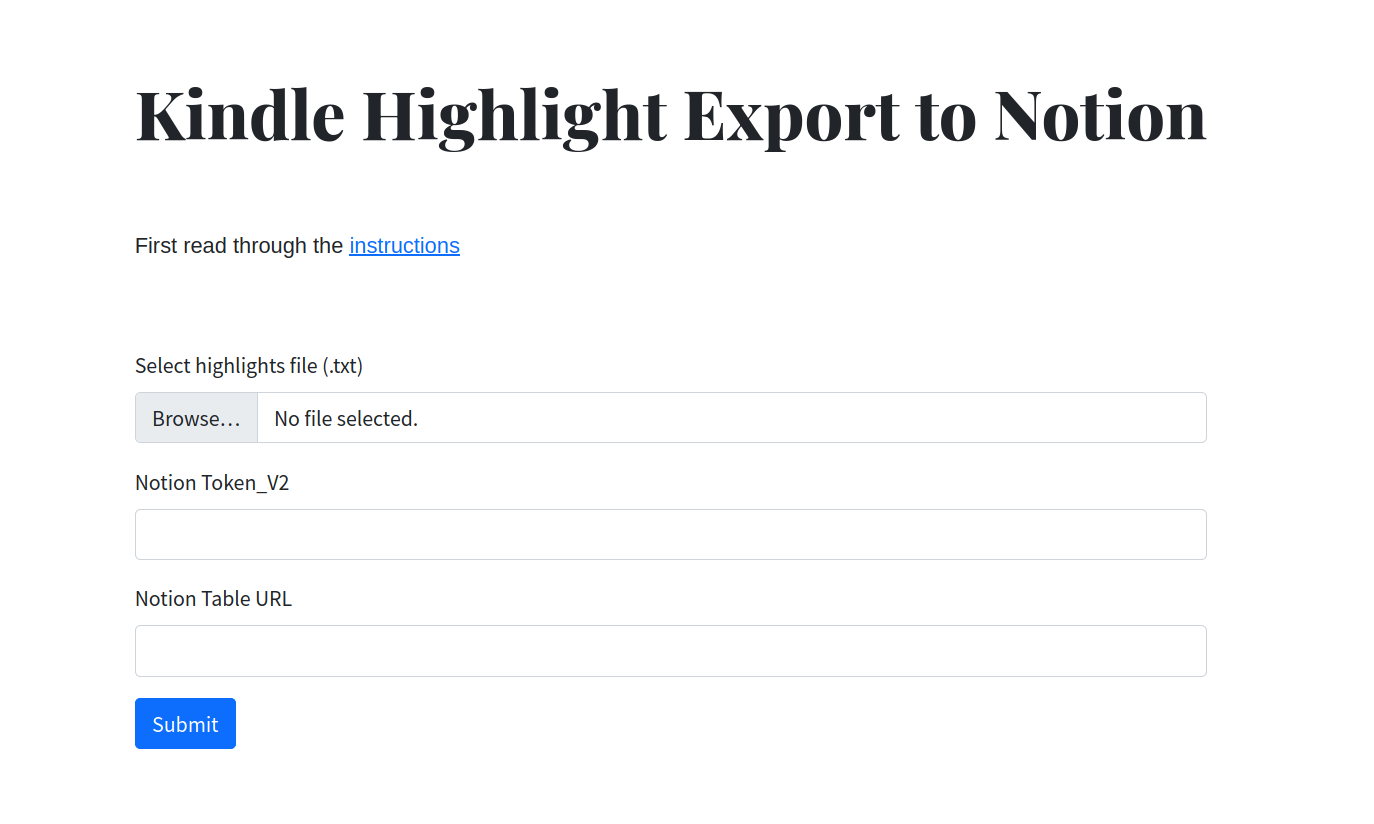 Kindle Highlight Export to Notion
First read through the instructions
Select highlights file (.txt)
Browse... No file selected.
Notion Token_V2
Notion Table URL
Submit